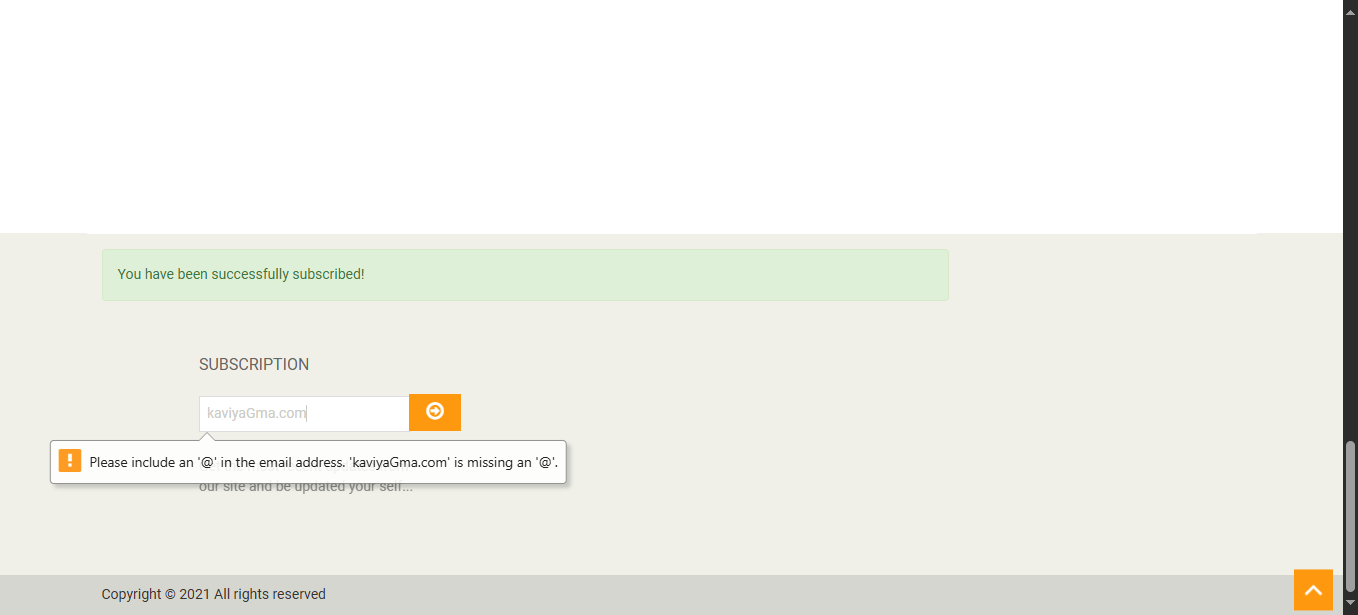 You have been successfully subscribed!
SUBSCRIPTION
kaviyaGma.com
Please include an '@' in the email address. 'kaviyaGma.com' is missing an '@'.
our site and be updated your self...
Copyright © 2021 All rights reserved